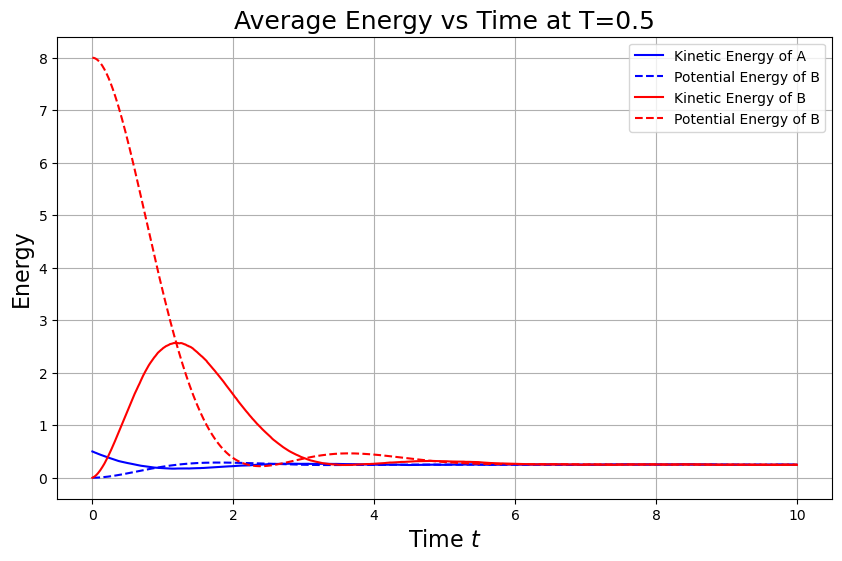 Average Energy vs Time at T=0.5
Kinetic Energy of A
Potential Energy of B
Kinetic Energy of B
Potential Energy of B
Energy
8
7
6
5
4
3
2
1
0
0 2 4 6 8 10
Time t